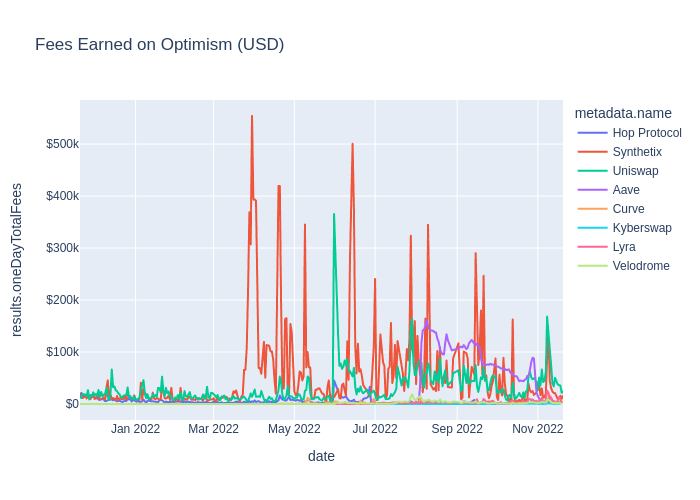 Fees Earned on Optimism (USD)
metadata.name
Hop Protocol
Synthetix
Uniswap
Aave
Curve
Kyberswap
Lyra
Velodrome
results.oneDayTotalFees
$500k
$400k
$300k
$200k
$100k
$0
Jan 2022
Mar 2022
May 2022
Jul 2022
Sep 2022
Nov 2022
date